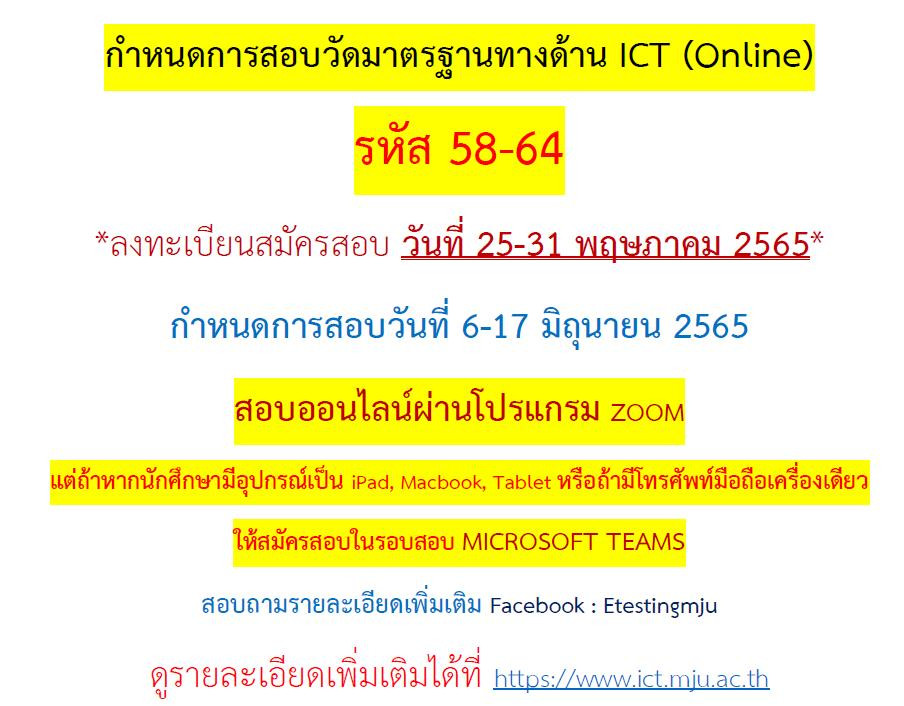 กำหนดการสอบวัดมาตรฐานทางด้าน ICT (Online)
รหัส 58-64
*ลงทะเบียนสมัครสอบ วันที่ 25-31 พฤษภาคม 2565*
กำหนดการสอบวันที่ 6-17 มิถุนายน 2565
สอบออนไลน์ผ่านโปรแกรม ZOOM
แต่ถ้าหากนักศึกษามีอุปกรณ์เป็น iPad, Macbook, Tablet หรือถ้ามีโทรศัพท์มือถือเครื่องเดียว
ให้สมัครสอบในรอบสอบ MICROSOFT TEAMS
สอบถามรายละเอียดเพิ่มเติม Facebook : Etestingmju
ดูรายละเอียดเพิ่มเติมได้ที่ https://www.ict.mju.ac.th